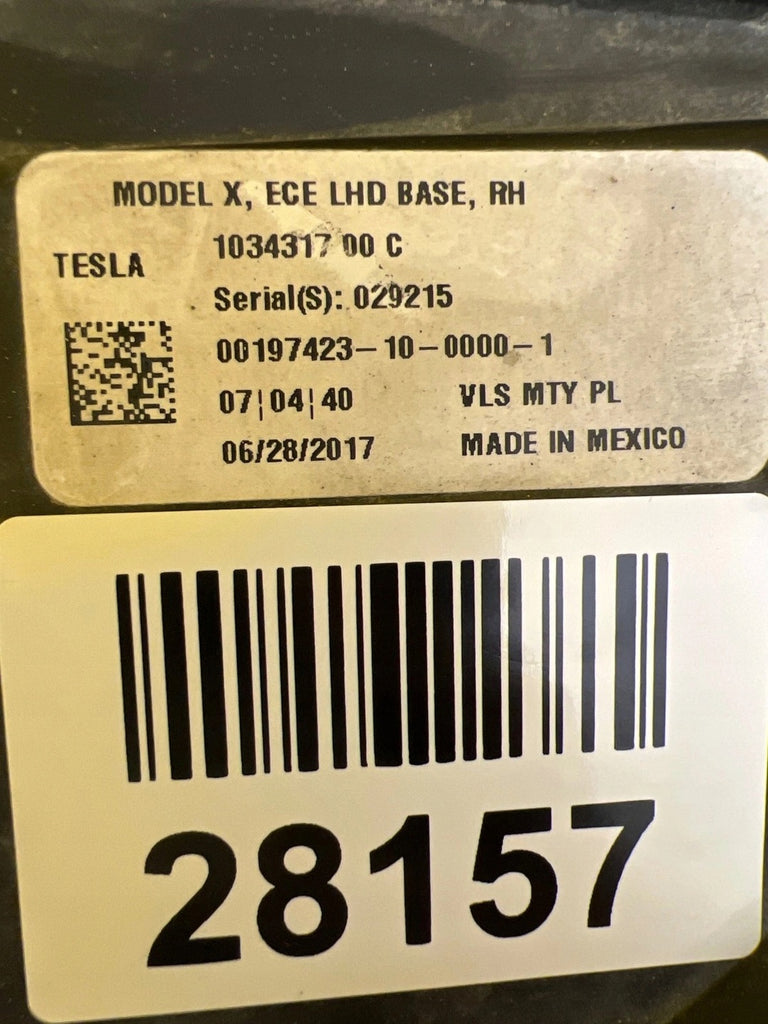 MODEL X, ECE LHD BASE, RH
TESLA
1034317 00 C
Serial(S): 029215
00197423-10-0000-1
07¦04¦40 VLS MTY PL
06/28/2017 MADE IN MEXICO
28157